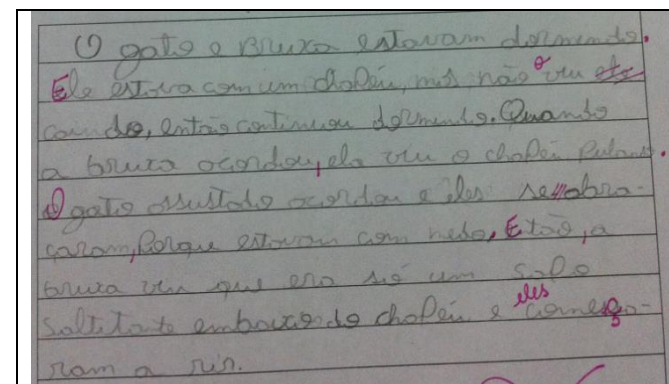 O gato e Bruxa estavam dormindo.
Ele estava com um chapéu, mas não o viu
caindo, então continuou dormindo. Quando
a bruxa acordou, ela viu o chapéu Pulando.
O gato assustado acordou e eles se abra-
çaram, Porque estavam com medo, Etão, a
bruxa viu que era só um sapo
saltitate embaixo do chapéu e eles começa-
ram a rir.